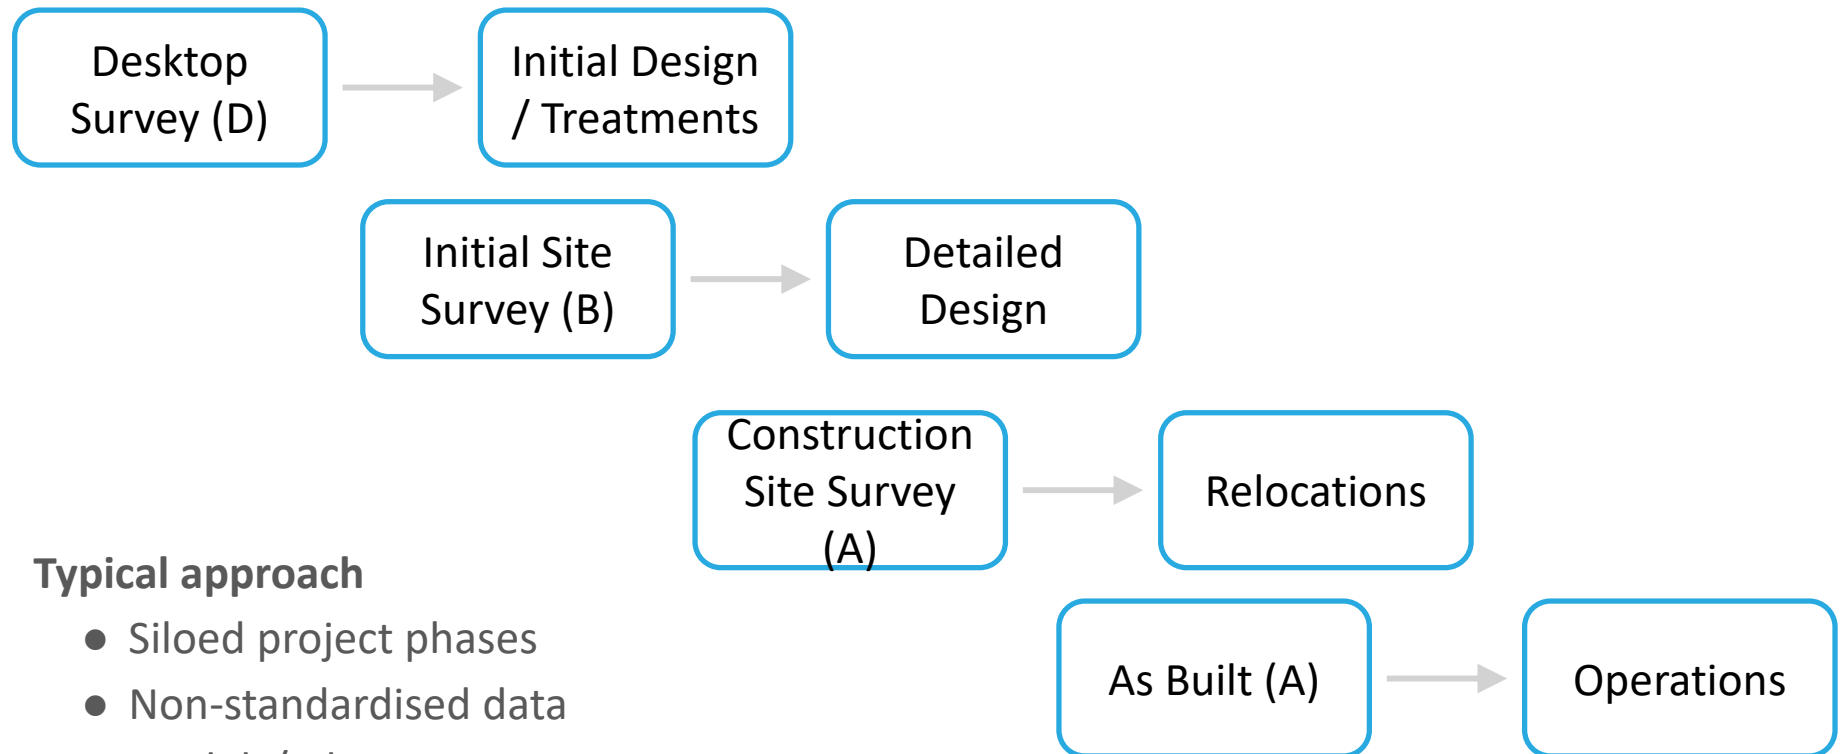 Desktop
Survey (D)
Initial Design
/ Treatments
Initial Site
Survey (B)
Detailed
Design
Construction
Site Survey
(A)
Relocations
Typical approach
● Siloed project phases
● Non-standardised data
As Built (A)
Operations